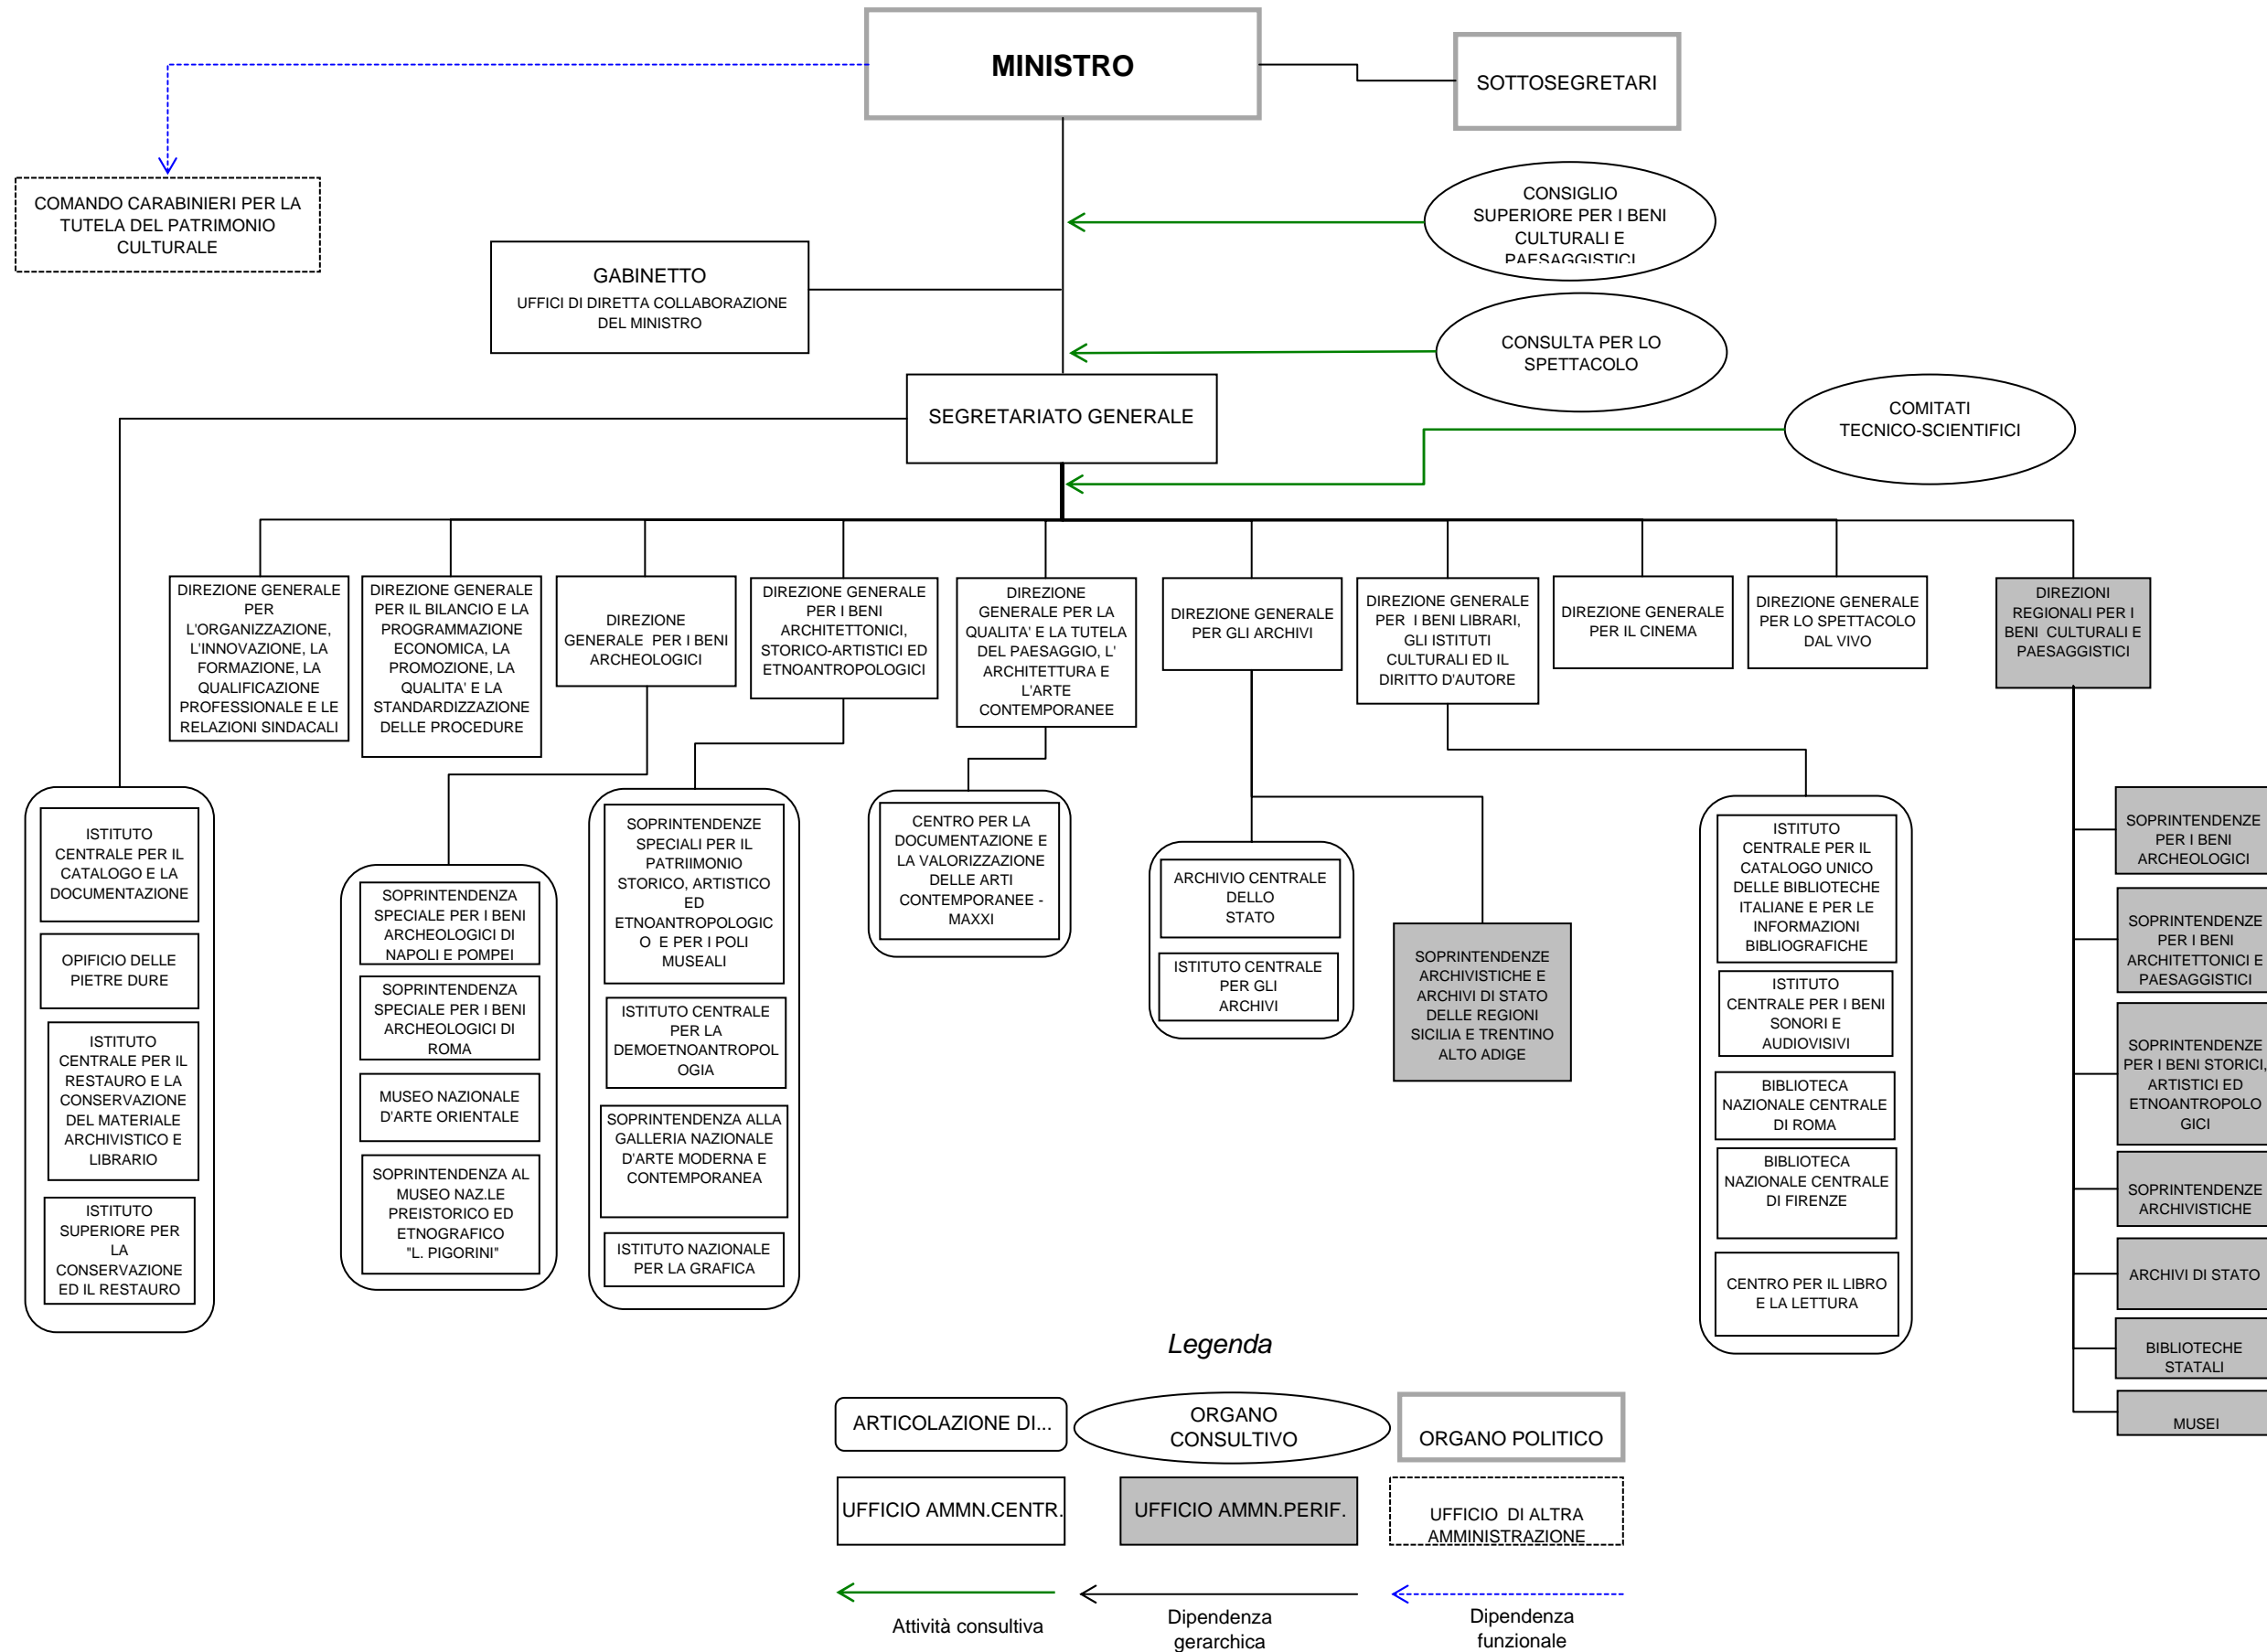 MINISTRO
SOTTOSEGRETARI
COMANDO CARABINIERI PER LA
TUTELA DEL PATRIMONIO
CULTURALE
CONSIGLIO
SUPERIORE PER I BENI
CULTURALI E
PAESAGGISTICI
GABINETTO
UFFICI DI DIRETTA COLLABORAZIONE
DEL MINISTRO
CONSULTA PER LO
SPETTACOLO
SEGRETARIATO GENERALE
COMITATI
TECNICO-SCIENTIFICI
DIREZIONE GENERALE
PER
L'ORGANIZZAZIONE,
L'INNOVAZIONE, LA
FORMAZIONE, LA
QUALIFICAZIONE
PROFESSIONALE E LE
RELAZIONI SINDACALI
DIREZIONE GENERALE
PER IL BILANCIO E LA
PROGRAMMAZIONE
ECONOMICA, LA
PROMOZIONE, LA
QUALITA' E LA
STANDARDIZZAZIONE
DELLE PROCEDURE
DIREZIONE
GENERALE PER I BENI
ARCHEOLOGICI
DIREZIONE GENERALE
PER I BENI
ARCHITETTONICI,
STORICO-ARTISTICI ED
ETNOANTROPOLOGICI
DIREZIONE
GENERALE PER LA
QUALITA' E LA TUTELA
DEL PAESAGGIO, L'
ARCHITETTURA E
L'ARTE
CONTEMPORANEE
DIREZIONE GENERALE
PER GLI ARCHIVI
DIREZIONE GENERALE
PER I BENI LIBRARI,
GLI ISTITUTI
CULTURALI ED IL
DIRITTO D'AUTORE
DIREZIONE GENERALE
PER IL CINEMA
DIREZIONE GENERALE
PER LO SPETTACOLO
DAL VIVO
DIREZIONI
REGIONALI PER I
BENI CULTURALI E
PAESAGGISTICI
ISTITUTO
CENTRALE PER IL
CATALOGO E LA
DOCUMENTAZIONE
OPIFICIO DELLE
PIETRE DURE
ISTITUTO
CENTRALE PER IL
RESTAURO E LA
CONSERVAZIONE
DEL MATERIALE
ARCHIVISTICO E
LIBRARIO
ISTITUTO
SUPERIORE PER
LA
CONSERVAZIONE
ED IL RESTAURO
SOPRINTENDENZA
SPECIALE PER I BENI
ARCHEOLOGICI DI
NAPOLI E POMPEI
SOPRINTENDENZA
SPECIALE PER I BENI
ARCHEOLOGICI DI
ROMA
MUSEO NAZIONALE
D'ARTE ORIENTALE
SOPRINTENDENZA AL
MUSEO NAZ.LE
PREISTORICO ED
ETNOGRAFICO
"L. PIGORINI"
SOPRINTENDENZE
SPECIALI PER IL
PATRIIMONIO
STORICO, ARTISTICO
ED
ETNOANTROPOLOGIC
O E PER I POLI
MUSEALI
ISTITUTO CENTRALE
PER LA
DEMOETNOANTROPOL
OGIA
SOPRINTENDENZA ALLA
GALLERIA NAZIONALE
D'ARTE MODERNA E
CONTEMPORANEA
ISTITUTO NAZIONALE
PER LA GRAFICA
CENTRO PER LA
DOCUMENTAZIONE E
LA VALORIZZAZIONE
DELLE ARTI
CONTEMPORANEE -
MAXXI
ARCHIVIO CENTRALE
DELLO
STATO
ISTITUTO CENTRALE
PER GLI
ARCHIVI
SOPRINTENDENZE
ARCHIVISTICHE E
ARCHIVI DI STATO
DELLE REGIONI
SICILIA E TRENTINO
ALTO ADIGE
ISTITUTO
CENTRALE PER IL
CATALOGO UNICO
DELLE BIBLIOTECHE
ITALIANE E PER LE
INFORMAZIONI
BIBLIOGRAFICHE
ISTITUTO
CENTRALE PER I BENI
SONORI E
AUDIOVISIVI
BIBLIOTECA
NAZIONALE CENTRALE
DI ROMA
BIBLIOTECA
NAZIONALE CENTRALE
DI FIRENZE
CENTRO PER IL LIBRO
E LA LETTURA
SOPRINTENDENZE
PER I BENI
ARCHEOLOGICI
SOPRINTENDENZE
PER I BENI
ARCHITETTONICI E
PAESAGGISTICI
SOPRINTENDENZE
PER I BENI STORICI,
ARTISTICI ED
ETNOANTROPOLO
GICI
SOPRINTENDENZE
ARCHIVISTICHE
ARCHIVI DI STATO
BIBLIOTECHE
STATALI
MUSEI
Legenda
ARTICOLAZIONE DI...
ORGANO
CONSULTIVO
ORGANO POLITICO
UFFICIO AMMN.CENTR.
UFFICIO AMMN.PERIF.
UFFICIO DI ALTRA
AMMINISTRAZIONE
Attività consultiva
Dipendenza
gerarchica
Dipendenza
funzionale